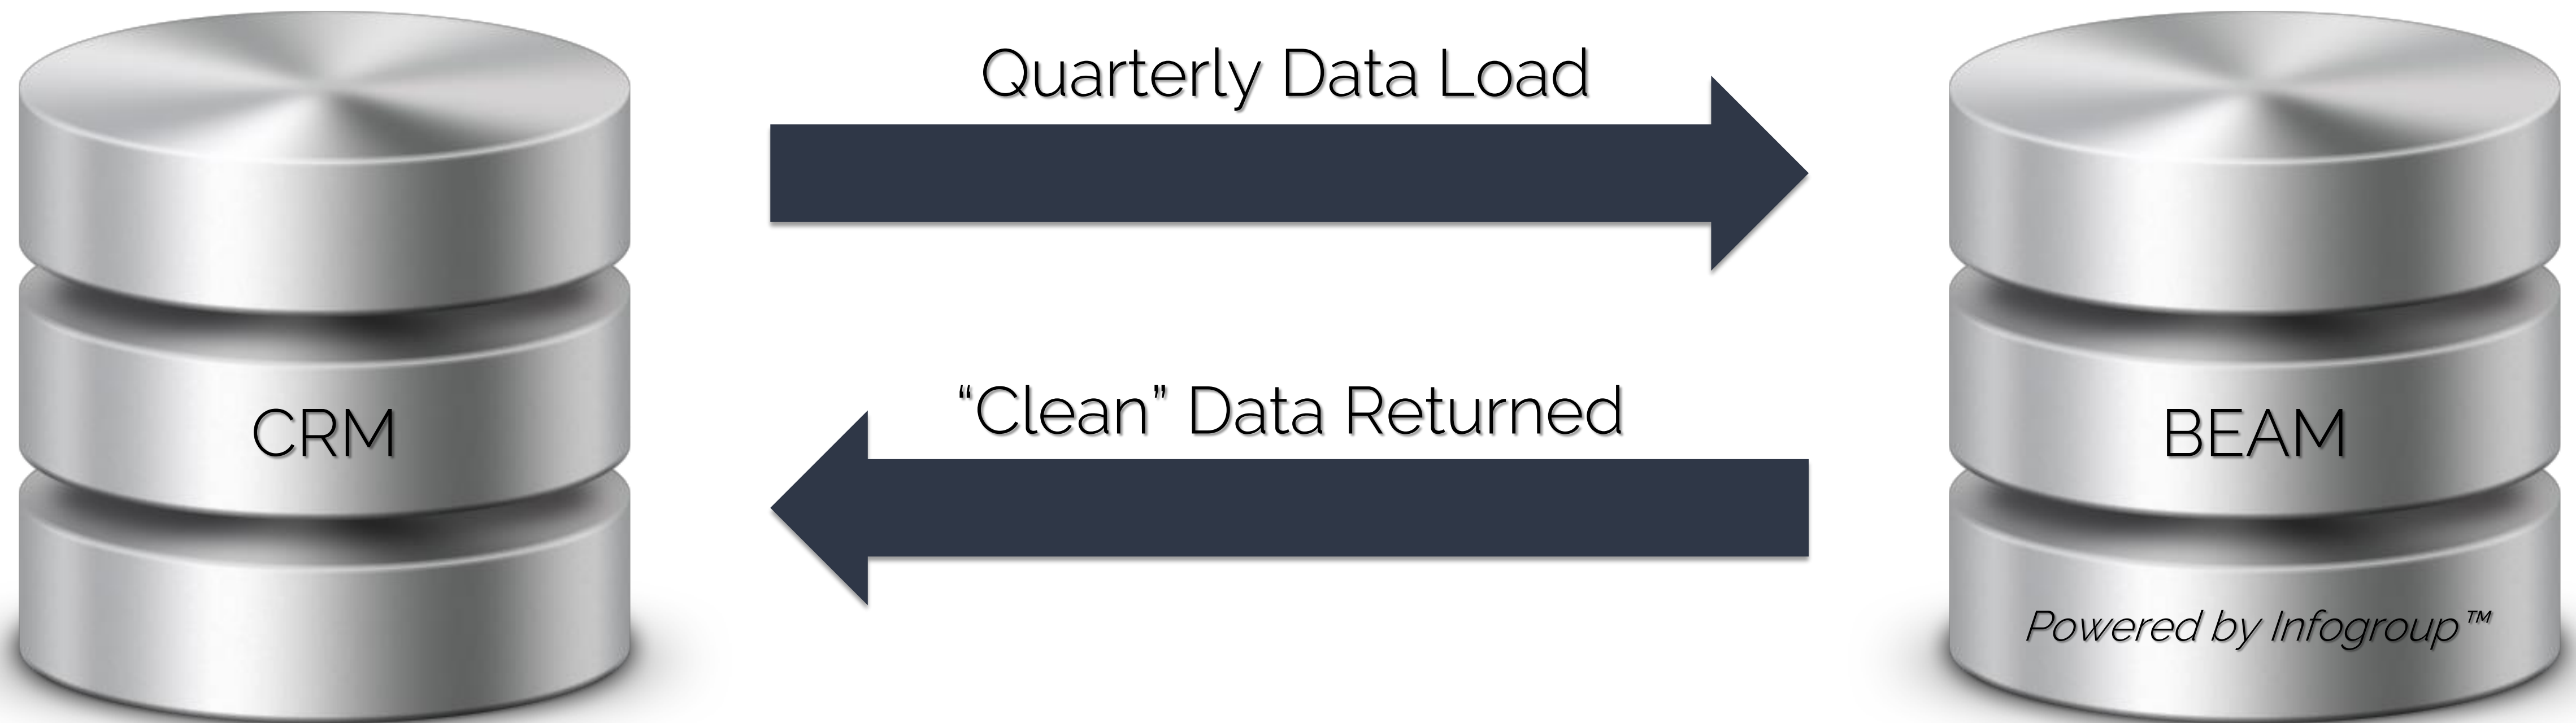 Quarterly Data Load
“Clean” Data Returned
CRM
BEAM
Powered by Infogroup™